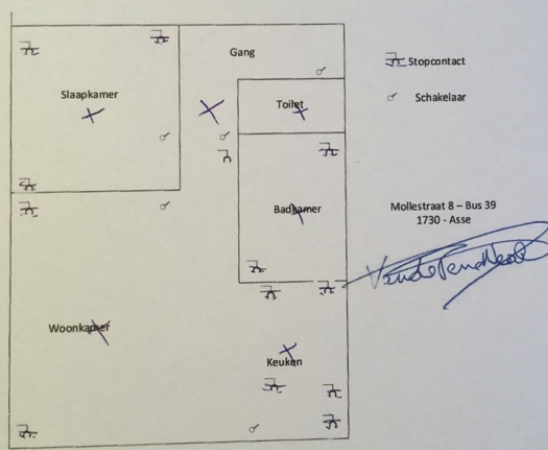 Gang
Stopcontact
Slaapkamer
Toilet
Schakelaar
Badkamer
Mollestraat 8 – Bus 39
1730 - Asse
Woonkamer
Keuken